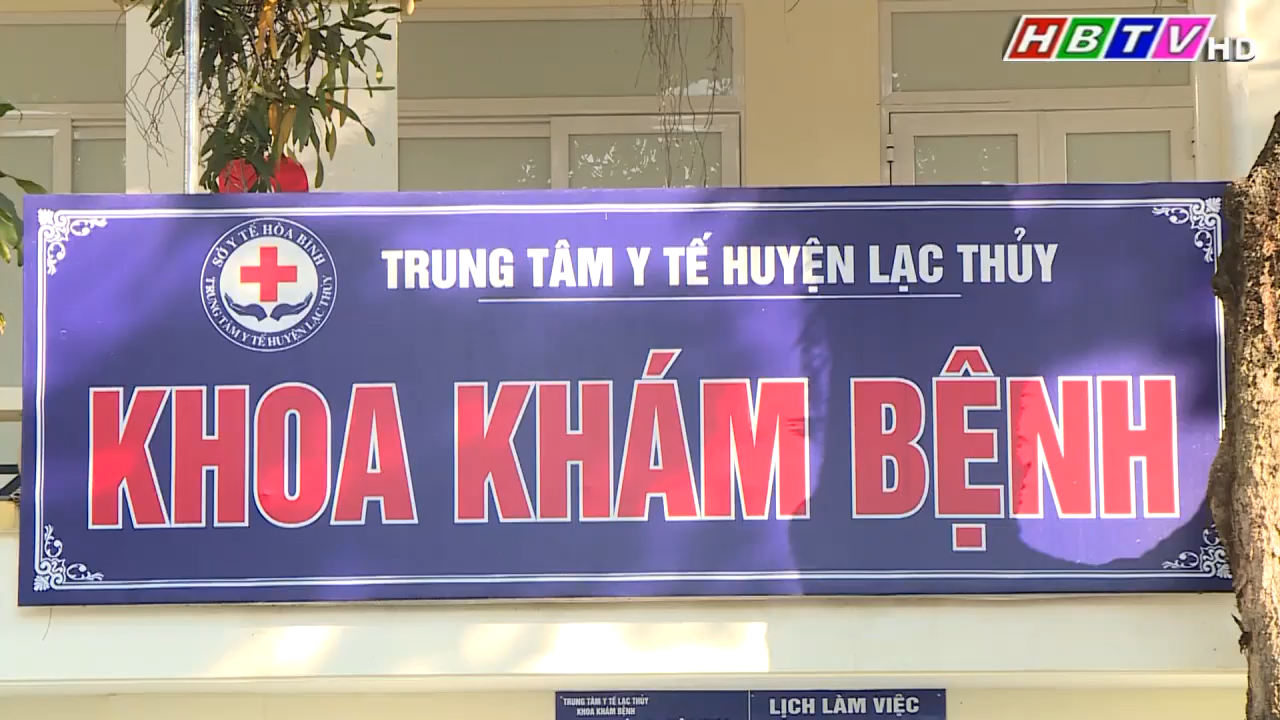 HBTV HD
SỞ Y TẾ HÒA BÌNH
TRUNG TÂM Y TẾ HUYỆN LẠC THỦY
TRUNG TÂM Y TẾ HUYỆN LẠC THỦY
KHOA KHÁM BỆNH
TRUNG TÂM Y TẾ LẠC THỦY
KHOA KHÁM BỆNH
LỊCH LÀM VIỆC